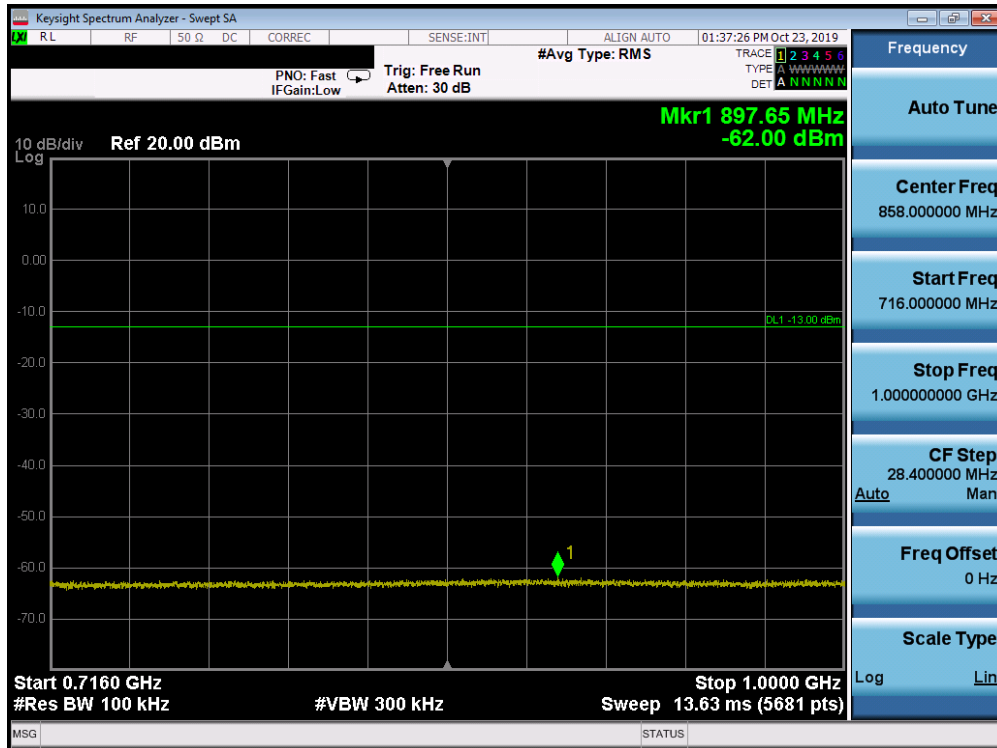 Keysight Spectrum Analyzer - Swept SA
LXI RL RF 50 Ω DC CORREC SENSE:INT ALIGN AUTO 01:37:26 PM Oct 23, 2019
#Avg Type: RMS
TRACE 1 2 3 4 5 6
TYPE A WWWWW
DET A N N N N N
PNO: Fast
IFGain:Low
Trig: Free Run
Atten: 30 dB
Mkr1 897.65 MHz
-62.00 dBm
10 dB/div
Log
Ref 20.00 dBm
10.0
0.00
-10.0
DL1 -13.00 dBm
-20.0
-30.0
-40.0
-50.0
1
-60.0
-70.0
Start 0.7160 GHz
Stop 1.0000 GHz
#Res BW 100 kHz
#VBW 300 kHz
Sweep 13.63 ms (5681 pts)
MSG
STATUS
Frequency
Auto Tune
Center Freq
858.000000 MHz
Start Freq
716.000000 MHz
Stop Freq
1.000000000 GHz
CF Step
28.400000 MHz
Auto Man
Freq Offset
0 Hz
Scale Type
Log Lin